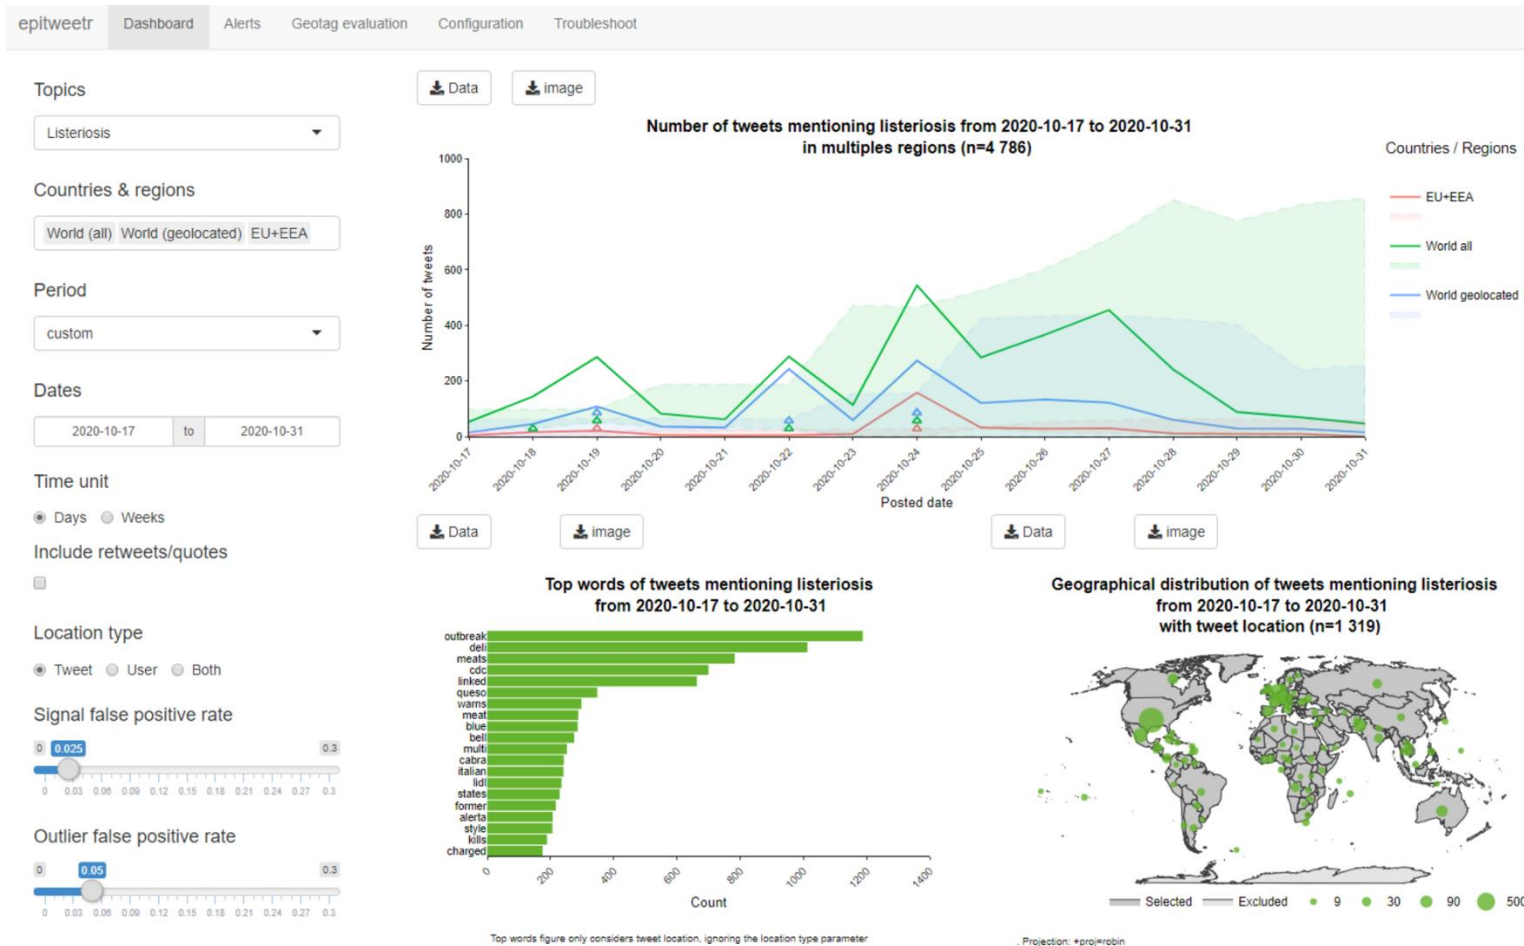 epitweetr Dashboard Alerts Geotag evaluation Configuration Troubleshoot
Topics
Listeriosis
Countries & regions
World (all) World (geolocated) EU+EEA
Period
custom
Dates
2020-10-17 to 2020-10-31
Time unit
Days Weeks
Include retweets/quotes
Location type
Tweet User Both
Signal false positive rate
0 0.025 0.3
0 0.03 0.06 0.09 0.12 0.15 0.18 0.21 0.24 0.27 0.3
Outlier false positive rate
0 0.05 0.3
0 0.03 0.06 0.09 0.12 0.15 0.18 0.21 0.24 0.27 0.3
Data image
Number of tweets mentioning listeriosis from 2020-10-17 to 2020-10-31
in multiples regions (n=4 786)
Number of tweets
1000
800
600
400
200
0
2020-10-17 2020-10-18 2020-10-19 2020-10-20 2020-10-21 2020-10-22 2020-10-23 2020-10-24 2020-10-25 2020-10-26 2020-10-27 2020-10-28 2020-10-29 2020-10-30 2020-10-31
Posted date
Countries / Regions
EU+EEA
World all
World geolocated
Data image
Top words of tweets mentioning listeriosis
from 2020-10-17 to 2020-10-31
outbreak
deli
meats
cdc
linked
queso
warns
meat
blue
bell
multi
cabra
italian
lidl
states
former
alerta
style
kills
charged
0 200 400 600 800 1000 1200 1400
Count
Top words figure only considers tweet location, ignoring the location type parameter
Data image
Geographical distribution of tweets mentioning listeriosis
from 2020-10-17 to 2020-10-31
with tweet location (n=1 319)
Selected Excluded 9 30 90 500
. Projection: +proj=robin